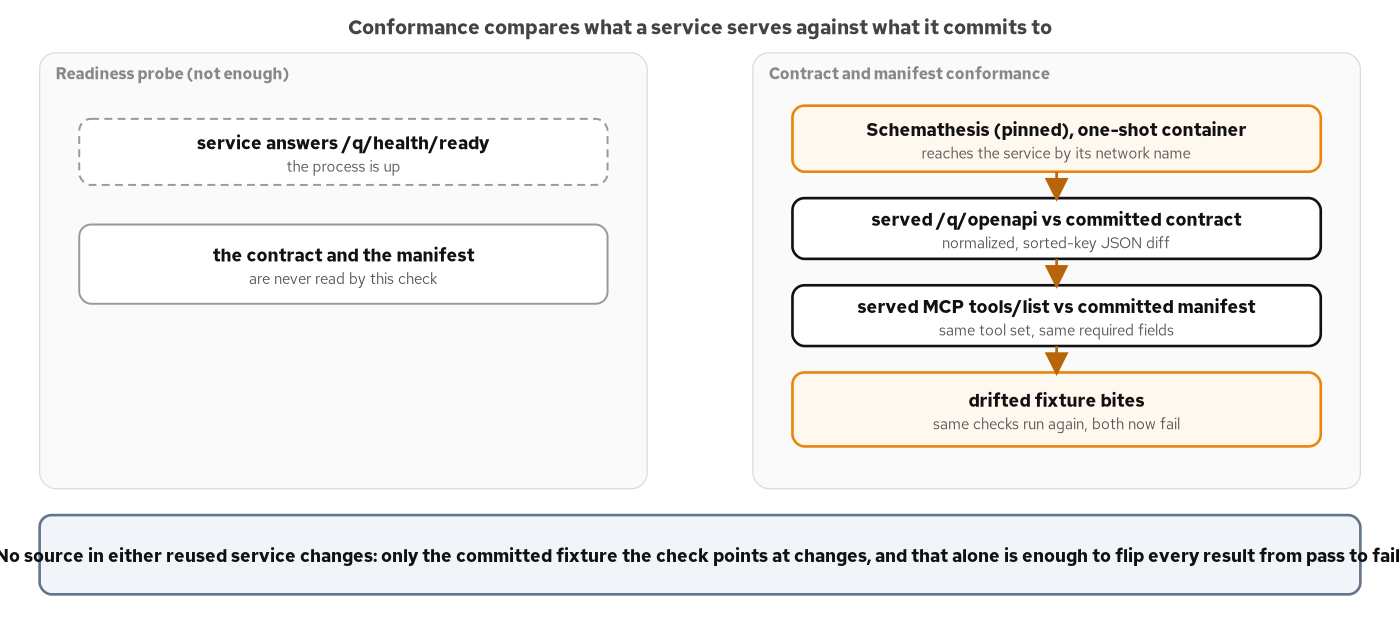 Conformance compares what a service serves against what it commits to
Readiness probe (not enough)
service answers /q/health/ready
the process is up
the contract and the manifest
are never read by this check
Contract and manifest conformance
Schemathesis (pinned), one-shot container
reaches the service by its network name
served /q/openapi vs committed contract
normalized, sorted-key JSON diff
served MCP tools/list vs committed manifest
same tool set, same required fields
drifted fixture bites
same checks run again, both now fail
No source in either reused service changes: only the committed fixture the check points at changes, and that alone is enough to flip every result from pass to fail